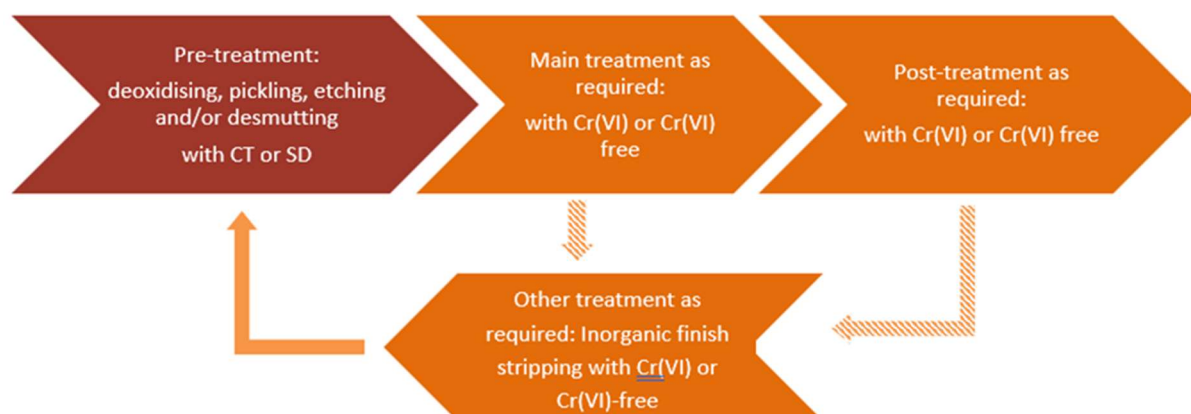 Pre-treatment:
deoxidising, pickling, etching
and/or desmutting
with CT or SD
Main treatment as
required:
with Cr(VI) or Cr(VI)
free
Post-treatment as
required:
with Cr(VI) or Cr(VI) free
Other treatment as
required: Inorganic finish
stripping with Cr(VI) or
Cr(VI)-free